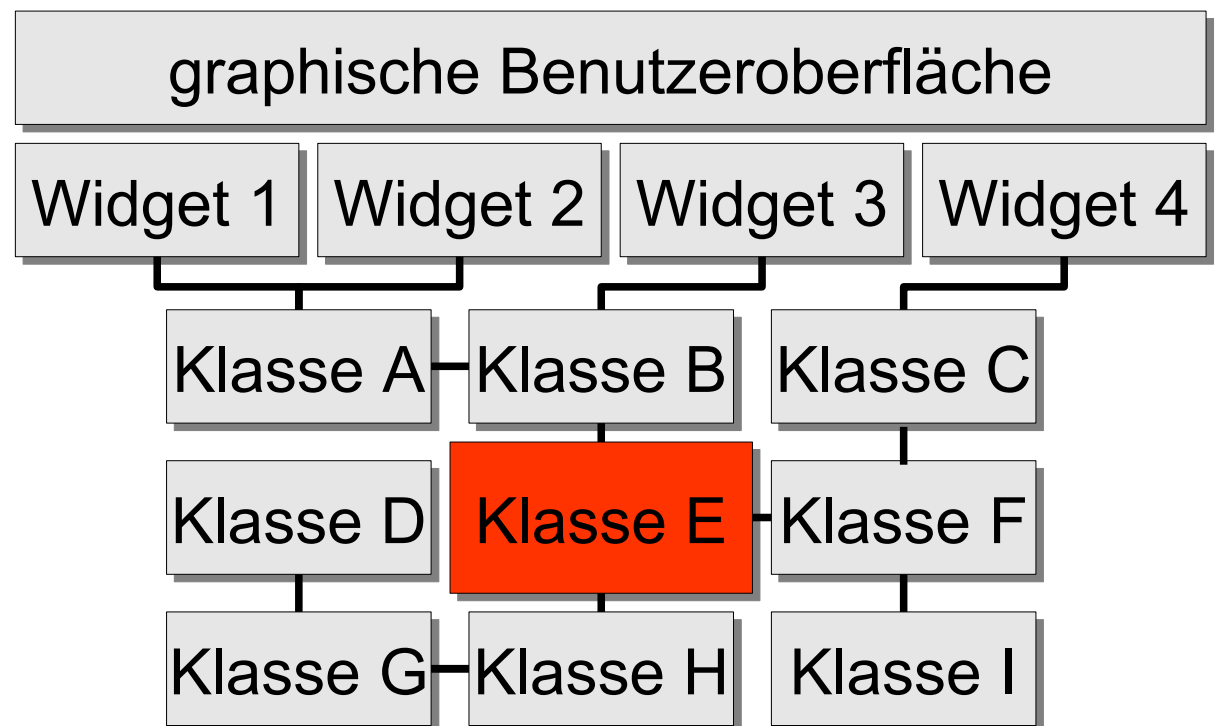 graphische Benutzeroberfläche
Widget 1 Widget 2 Widget 3 Widget 4
Klasse A Klasse B Klasse C
Klasse D Klasse E Klasse F
Klasse G Klasse H Klasse I